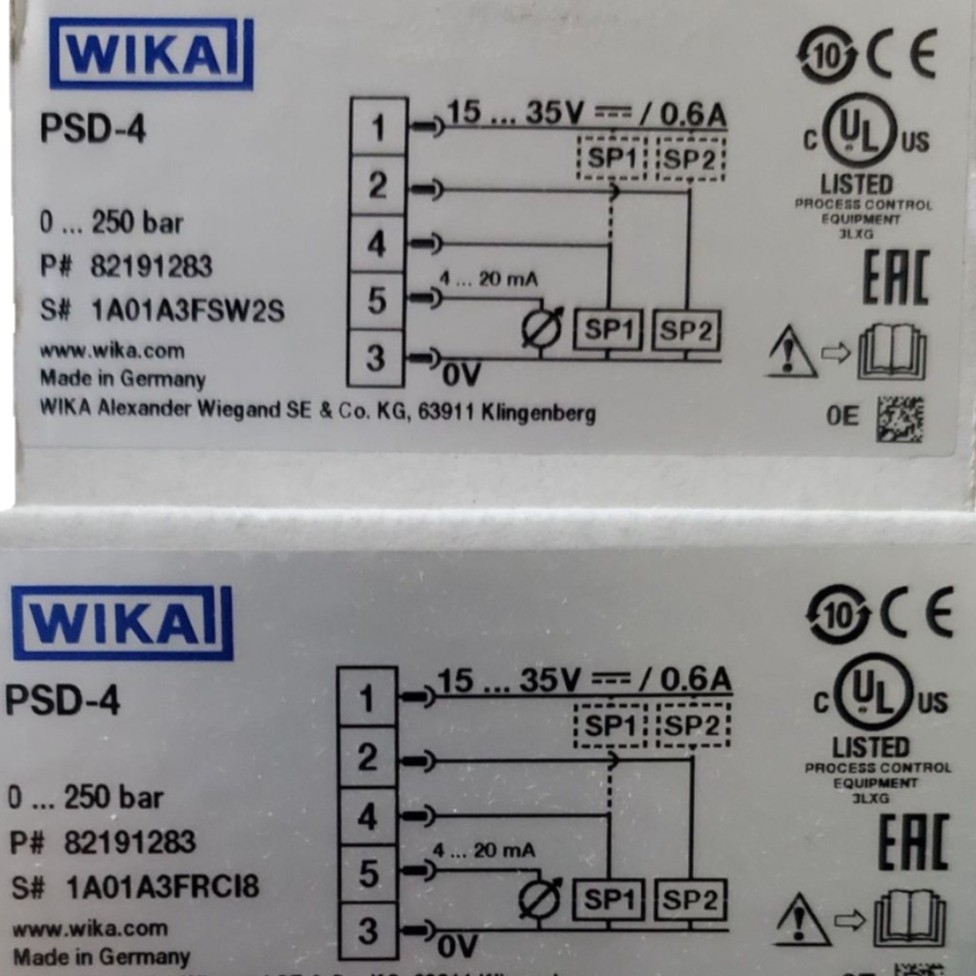 WIKA
PSD-4
0 ... 250 bar
P# 82191283
S# 1A01A3FSW2S
www.wika.com
Made in Germany
WIKA Alexander Wiegand SE & Co. KG, 63911 Klingenberg
1
2
4
5
3
15 ... 35V ⎓ / 0.6A
SP1 SP2
4 ... 20 mA
SP1 SP2
0V
10 CE
C UL US
LISTED
PROCESS CONTROL
EQUIPMENT
3LXG
EAC
0E
WIKA
PSD-4
0 ... 250 bar
P# 82191283
S# 1A01A3FRCI8
www.wika.com
Made in Germany
1
2
4
5
3
15 ... 35V ⎓ / 0.6A
SP1 SP2
4 ... 20 mA
SP1 SP2
0V
10 CE
C UL US
LISTED
PROCESS CONTROL
EQUIPMENT
3LXG
EAC